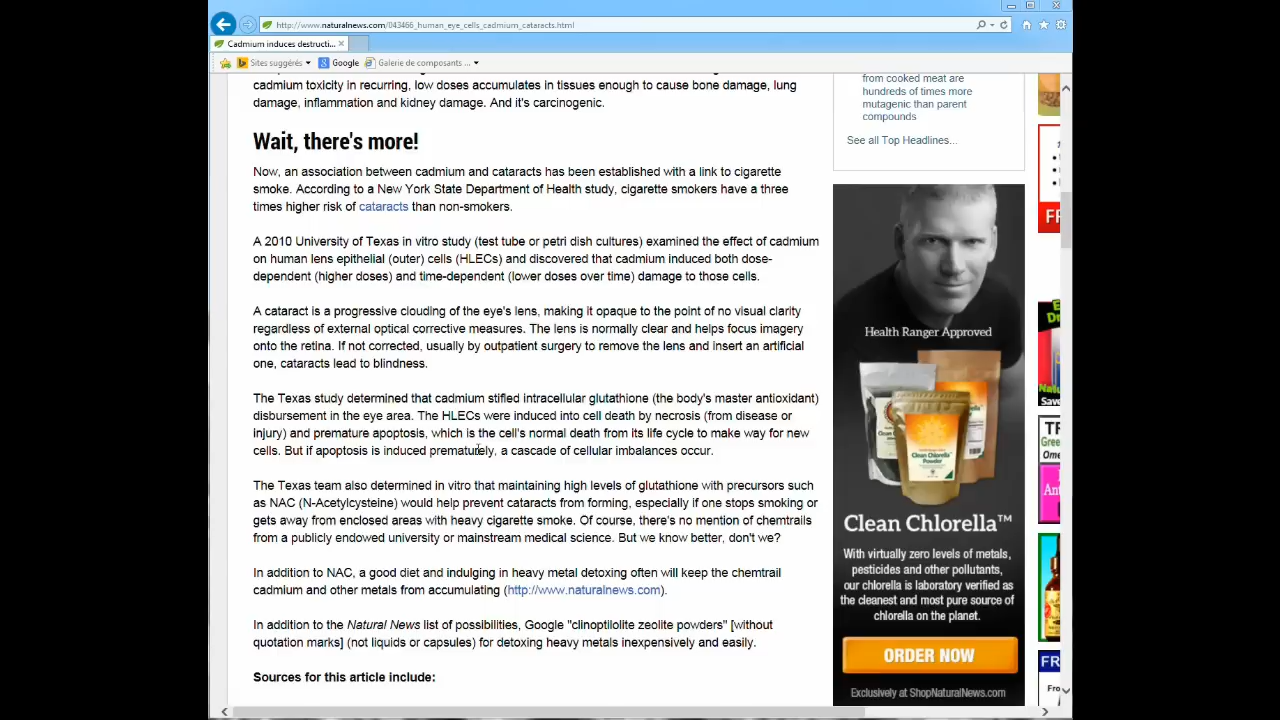 http://www.naturalnews.com/043466_human_eye_cells_cadmium_cataracts.html
Cadmium induces destructi...
Sites suggérés
Google
Galerie de composants ...
cadmium toxicity in recurring, low doses accumulates in tissues enough to cause bone damage, lung
damage, inflammation and kidney damage. And it's carcinogenic.
Wait, there's more!
Now, an association between cadmium and cataracts has been established with a link to cigarette
smoke. According to a New York State Department of Health study, cigarette smokers have a three
times higher risk of cataracts than non-smokers.
A 2010 University of Texas in vitro study (test tube or petri dish cultures) examined the effect of cadmium
on human lens epithelial (outer) cells (HLECs) and discovered that cadmium induced both dose-
dependent (higher doses) and time-dependent (lower doses over time) damage to those cells.
A cataract is a progressive clouding of the eye's lens, making it opaque to the point of no visual clarity
regardless of external optical corrective measures. The lens is normally clear and helps focus imagery
onto the retina. If not corrected, usually by outpatient surgery to remove the lens and insert an artificial
one, cataracts lead to blindness.
The Texas study determined that cadmium stifled intracellular glutathione (the body's master antioxidant)
disbursement in the eye area. The HLECs were induced into cell death by necrosis (from disease or
injury) and premature apoptosis, which is the cell's normal death from its life cycle to make way for new
cells. But if apoptosis is induced prematurely, a cascade of cellular imbalances occur.
The Texas team also determined in vitro that maintaining high levels of glutathione with precursors such
as NAC (N-Acetylcysteine) would help prevent cataracts from forming, especially if one stops smoking or
gets away from enclosed areas with heavy cigarette smoke. Of course, there's no mention of chemtrails
from a publicly endowed university or mainstream medical science. But we know better, don't we?
In addition to NAC, a good diet and indulging in heavy metal detoxing often will keep the chemtrail
cadmium and other metals from accumulating (http://www.naturalnews.com).
In addition to the Natural News list of possibilities, Google "clinoptilolite zeolite powders" [without
quotation marks] (not liquids or capsules) for detoxing heavy metals inexpensively and easily.
Sources for this article include:
from cooked meat are
hundreds of times more
mutagenic than parent
compounds
See all Top Headlines...
Health Ranger Approved
Clean Chlorella
Powder
Clean Chlorella™
With virtually zero levels of metals,
pesticides and other pollutants,
our chlorella is laboratory verified as
the cleanest and most pure source of
chlorella on the planet.
ORDER NOW
Exclusively at ShopNaturalNews.com
Save
FR